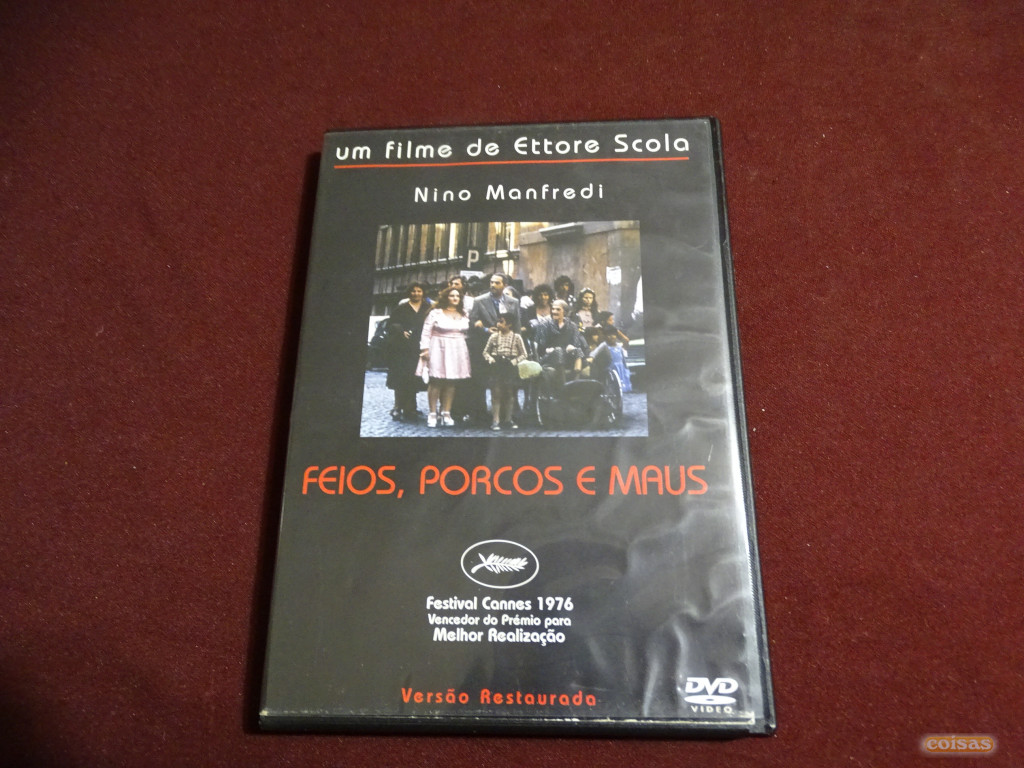 um filme de Ettore Scola
Nino Manfredi
P
FEIOS, PORCOS E MAUS
Festival Cannes 1976
Vencedor do Prémio para
Melhor Realização
Versão Restaurada
DVD
VIDEO
coisas